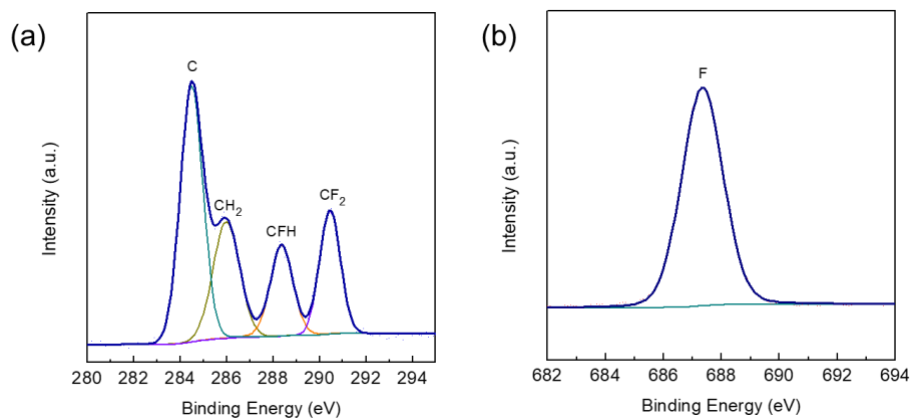 (a)
C
CH₂
CFH
CF₂
Intensity (a.u.)
280 282 284 286 288 290 292 294
Binding Energy (eV)
(b)
F
Intensity (a.u.)
682 684 686 688 690 692 694
Binding Energy (eV)